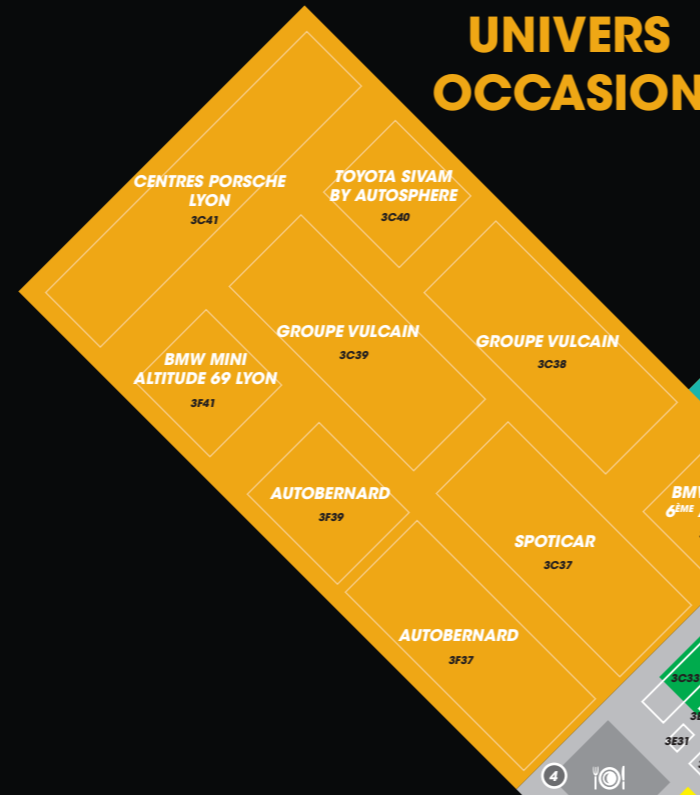 UNIVERS
OCCASION
CENTRES PORSCHE
LYON
3C41
TOYOTA SIVAM
BY AUTOSPHERE
3C40
GROUPE VULCAIN
3C39
GROUPE VULCAIN
3C38
BMW MINI
ALTITUDE 69 LYON
3F41
AUTOBERNARD
3F39
SPOTICAR
3C37
6ÈME
AUTOBERNARD
3F37
3C33
3E31
4